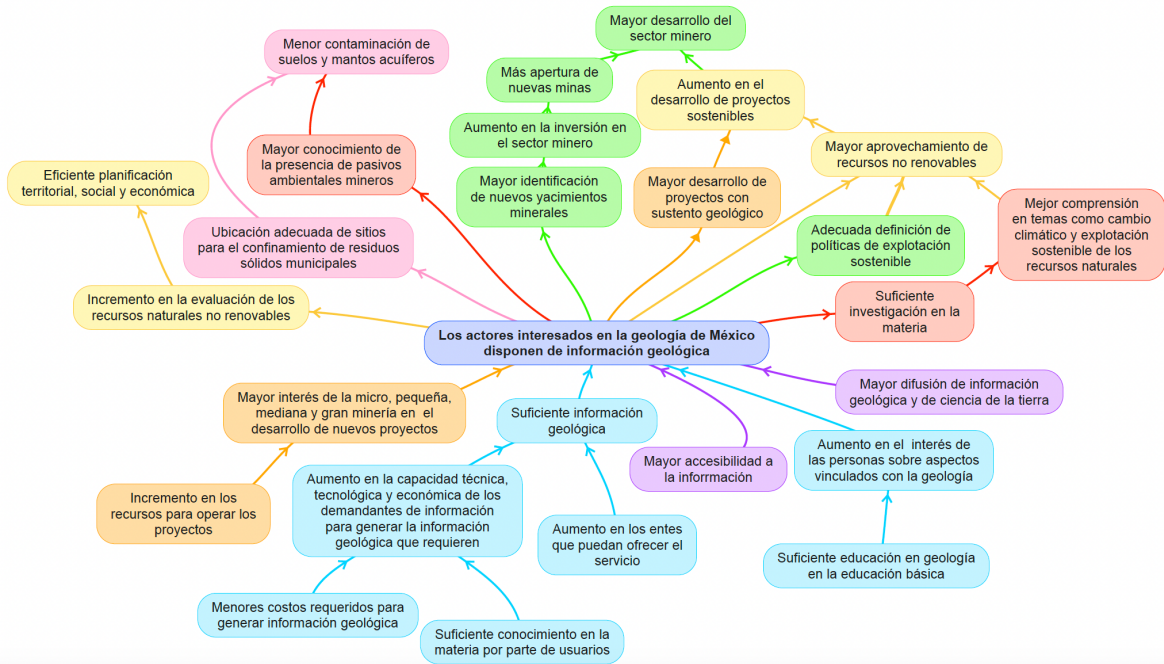 Mayor desarrollo del
sector minero
Menor contaminación de
suelos y mantos acuíferos
Más apertura de
nuevas minas
Aumento en el
desarrollo de proyectos
sostenibles
Aumento en la inversión en
el sector minero
Mayor conocimiento de
la presencia de pasivos
ambientales mineros
Mayor aprovechamiento de
recursos no renovables
Eficiente planificación
territorial, social y económica
Mayor identificación
de nuevos yacimientos
minerales
Mayor desarrollo de
proyectos con
sustento geológico
Mejor comprensión
en temas como cambio
climático y explotación
sostenible de los
recursos naturales
Ubicación adecuada de sitios
para el confinamiento de residuos
sólidos municipales
Adecuada definición de
políticas de explotación
sostenible
Incremento en la evaluación de los
recursos naturales no renovables
Suficiente
investigación en la
materia
Los actores interesados en la geología de México
disponen de información geológica
Mayor interés de la micro, pequeña,
mediana y gran minería en el
desarrollo de nuevos proyectos
Suficiente información
geológica
Mayor difusión de información
geológica y de ciencia de la tierra
Mayor accesibilidad a
la inforrmación
Aumento en el interés de
las personas sobre aspectos
vinculados con la geología
Incremento en los
recursos para operar los
proyectos
Aumento en la capacidad técnica,
tecnológica y económica de los
demandantes de información
para generar la información
geológica que requieren
Aumento en los entes
que puedan ofrecer el
servicio
Suficiente educación en geología
en la educación básica
Menores costos requeridos para
generar información geológica
Suficiente conocimiento en la
materia por parte de usuarios